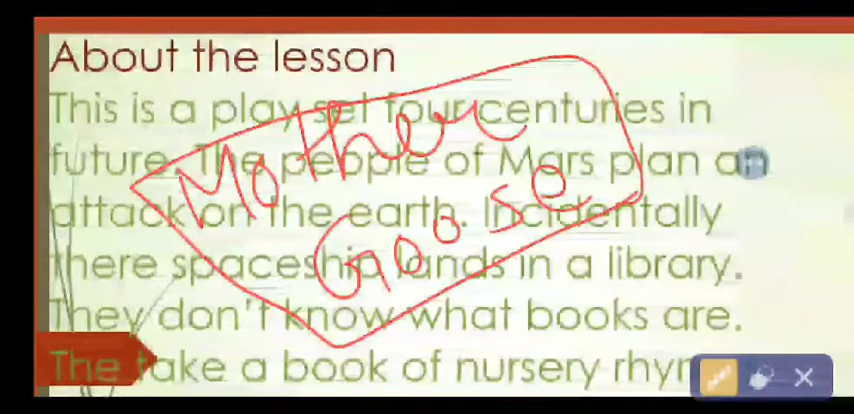 About the lesson
This is a play set four centuries in
future. The people of Mars plan a
attack on the earth. Incidentally
there spaceship lands in a library.
They don't know what books are.
The take a book of nursery
Mother
Goose